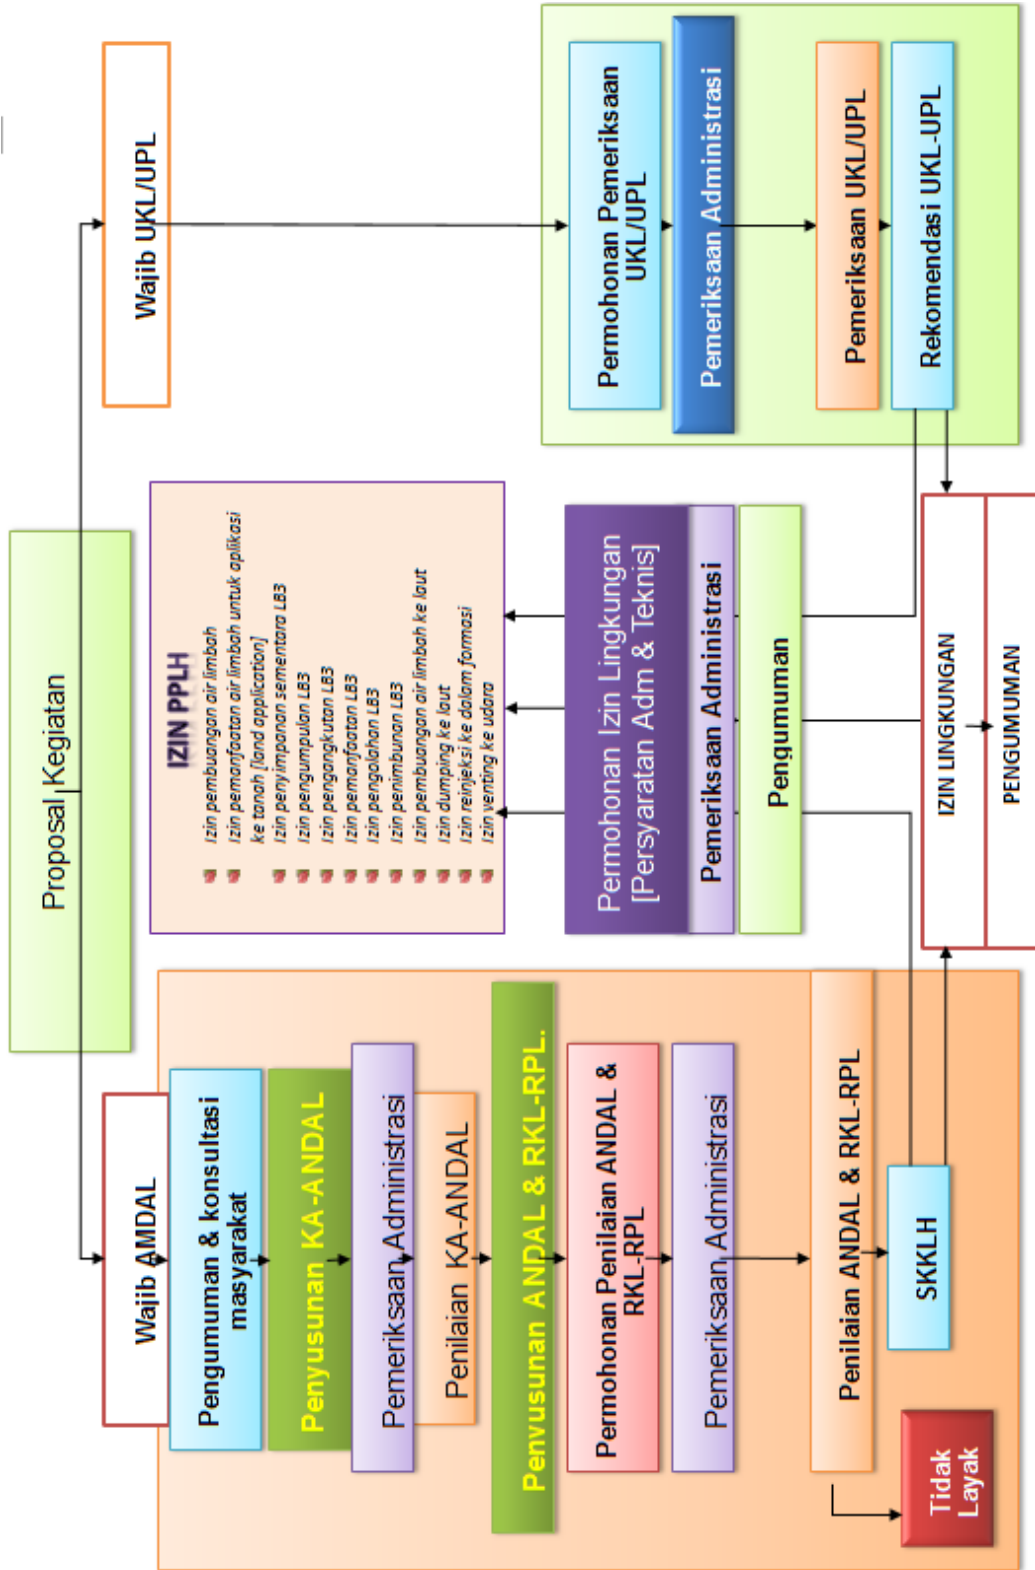 Proposal Kegiatan
Wajib AMDAL
Pengumuman & konsultasi
masyarakat
Penyusunan KA-ANDAL
Pemeriksaan Administrasi
Penilaian KA-ANDAL
Penyusunan ANDAL & RKL-RPL.
Permohonan Penilaian ANDAL &
RKL-RPL
Pemeriksaan Administrasi
Penilaian ANDAL & RKL-RPL
SKKLH
Tidak
Layak
IZIN PPLH
Izin pembuangan air limbah
Izin pemanfaatan air limbah untuk aplikasi
ke tanah [land application]
Izin penyimpanan sementara LB3
Izin pengumpulan LB3
Izin pengangkutan LB3
Izin pemanfaatan LB3
Izin pengolahan LB3
Izin penimbunan LB3
Izin pembuangan air limbah ke laut
Izin dumping ke laut
Izin reinjeksi ke dalam formasi
Izin venting ke udara
Permohonan Izin Lingkungan
[Persyaratan Adm & Teknis]
Pemeriksaan Administrasi
Pengumuman
IZIN LINGKUNGAN
PENGUMUMAN
Wajib UKL/UPL
Permohonan Pemeriksaan
UKL/UPL
Pemeriksaan Administrasi
Pemeriksaan UKL/UPL
Rekomendasi UKL-UPL